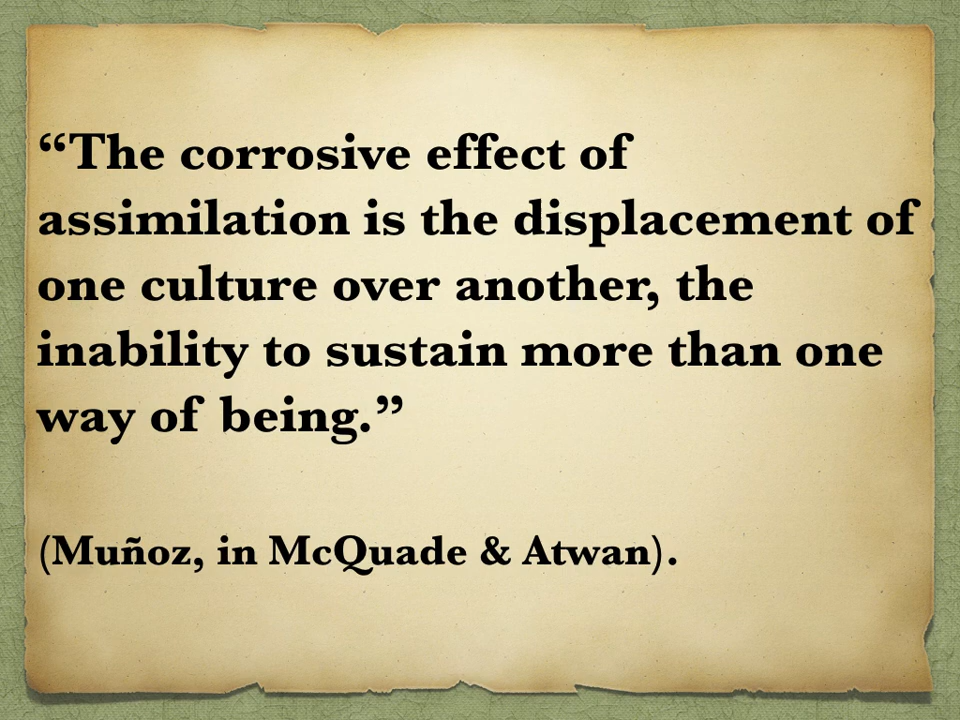 “The corrosive effect of
assimilation is the displacement of
one culture over another, the
inability to sustain more than one
way of being.”
(Muñoz, in McQuade & Atwan).